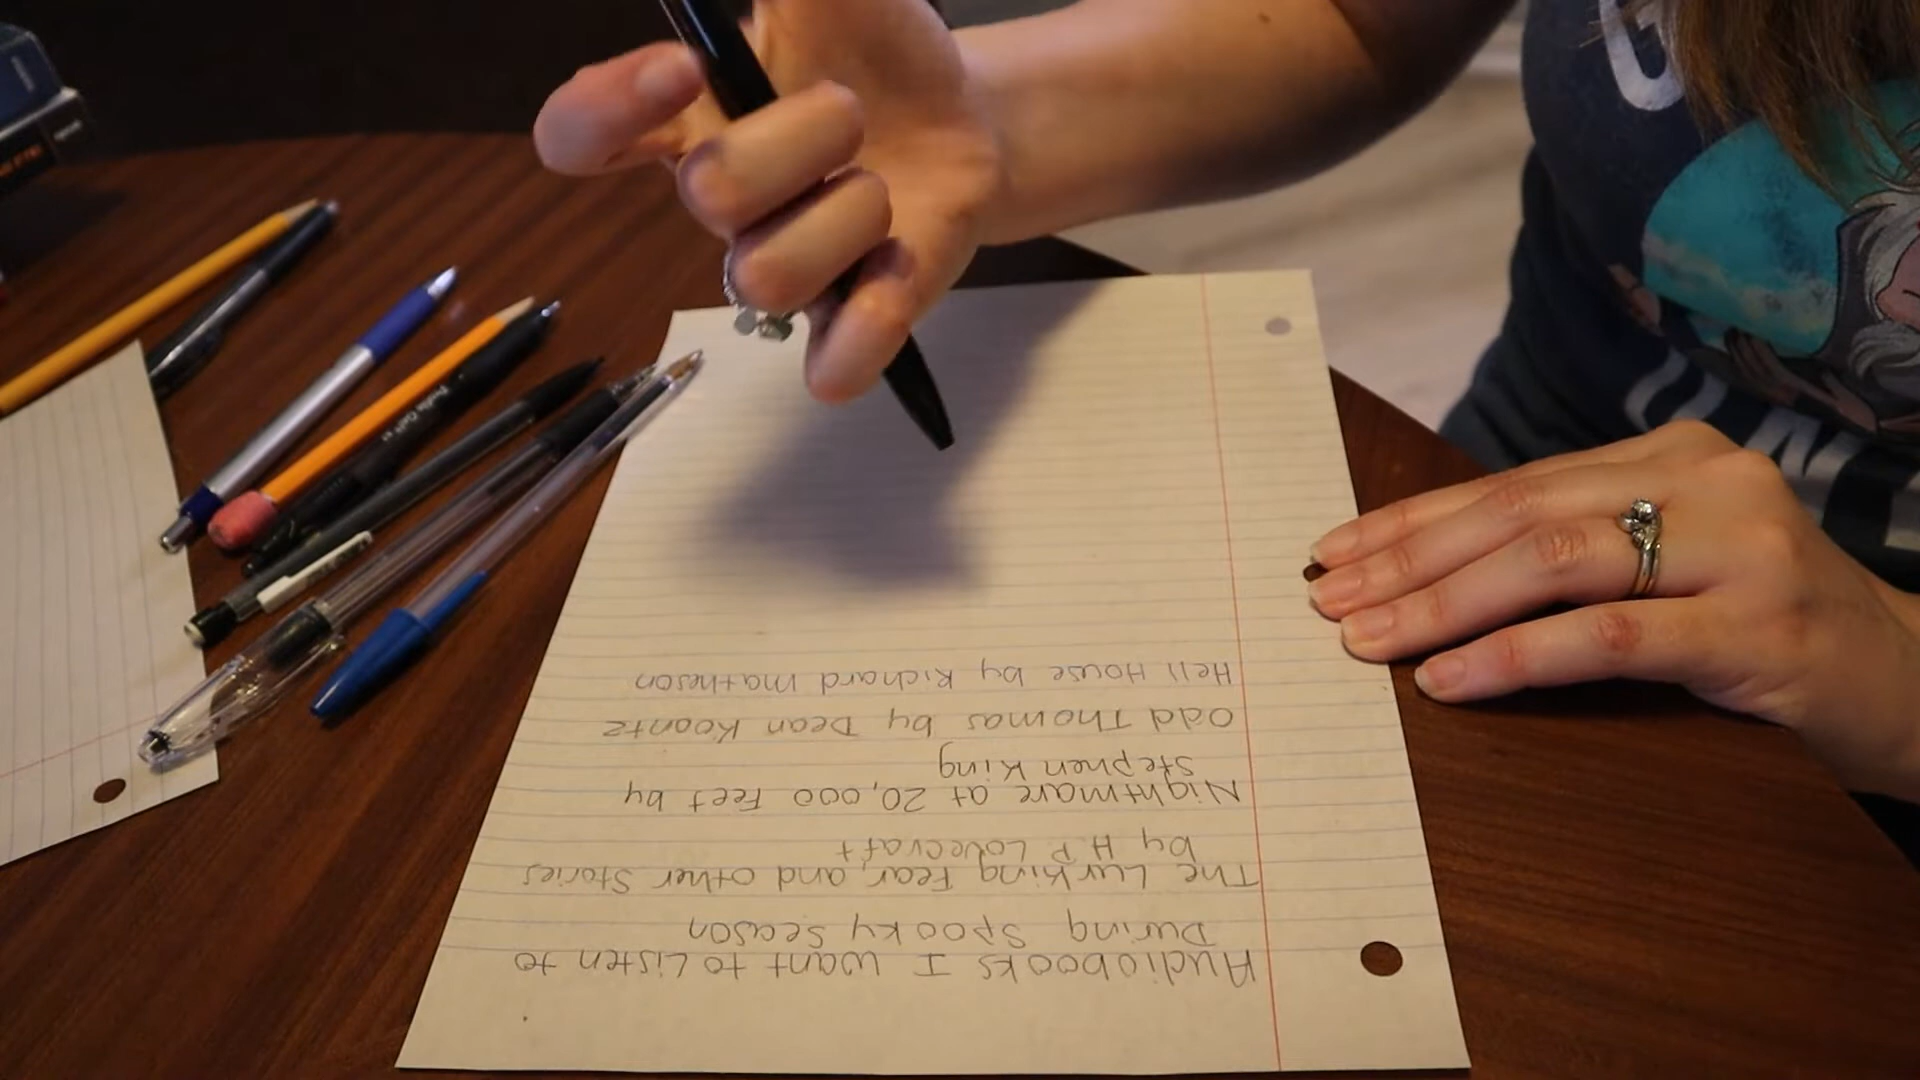 Audiobooks I want to Listen to
During Spooky Season
The Lurking Fear, and other Stories
by H P Lovecraft
Nightmare at 20,000 Feet by
Stephen King
Odd Thomas by Dean Koontz
Hell House by Richard Matheson